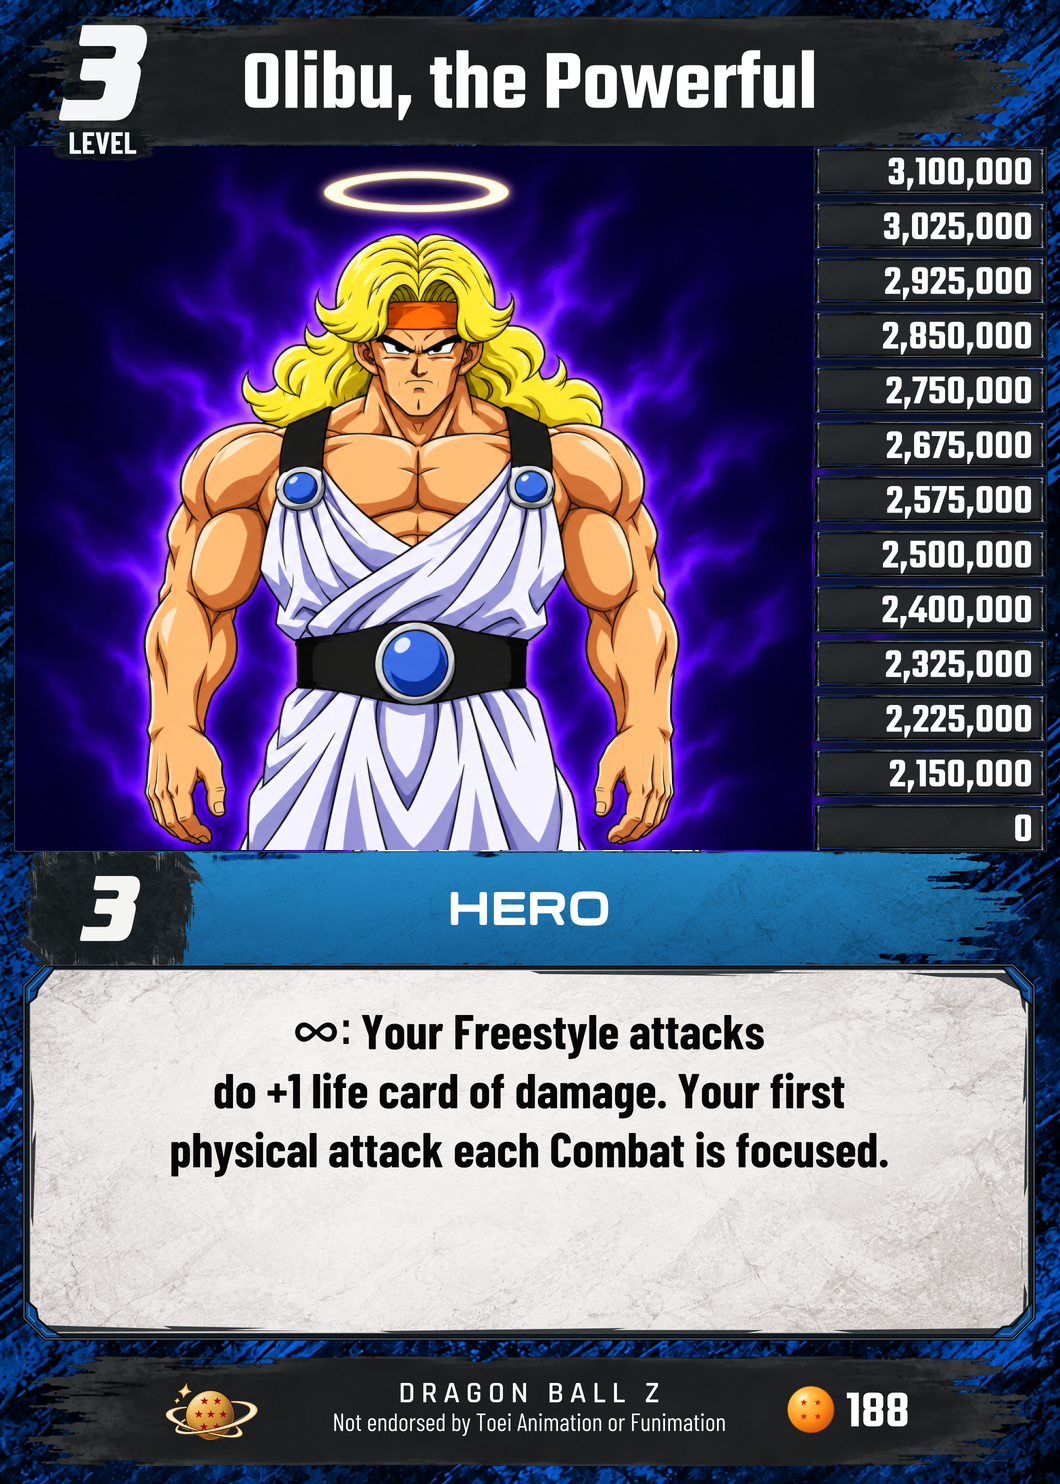 3
LEVEL
Olibu, the Powerful
3,100,000
3,025,000
2,925,000
2,850,000
2,750,000
2,675,000
2,575,000
2,500,000
2,400,000
2,325,000
2,225,000
2,150,000
0
3
HERO
∞: Your Freestyle attacks
do +1 life card of damage. Your first
physical attack each Combat is focused.
DRAGON BALL Z
Not endorsed by Toei Animation or Funimation
188